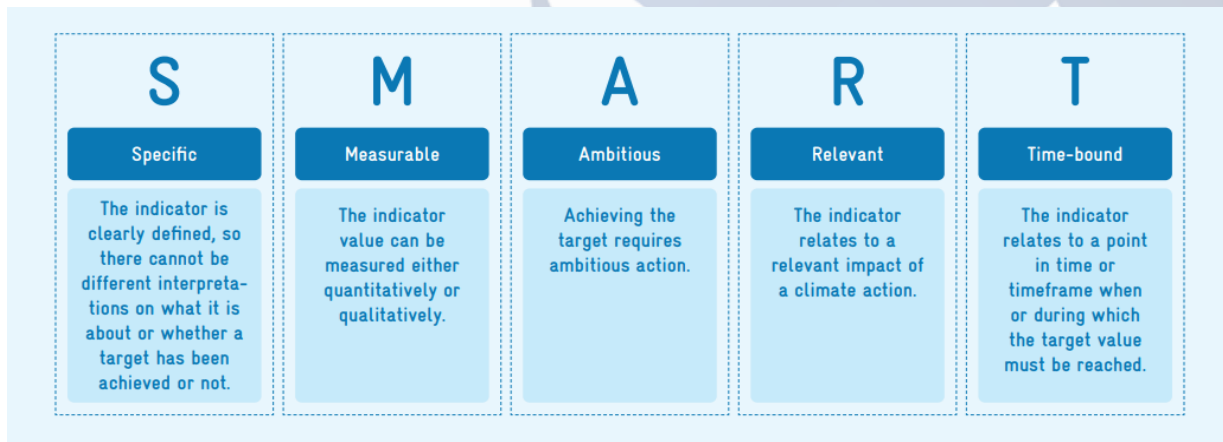 S
Specific
The indicator is
clearly defined, so
there cannot be
different interpreta-
tions on what it is
about or whether a
target has been
achieved or not.
M
Measurable
The indicator
value can be
measured either
quantitatively or
qualitatively.
A
Ambitious
Achieving the
target requires
ambitious action.
R
Relevant
The indicator
relates to a
relevant impact of
a climate action.
T
Time-bound
The indicator
relates to a point
in time or
timeframe when
or during which
the target value
must be reached.